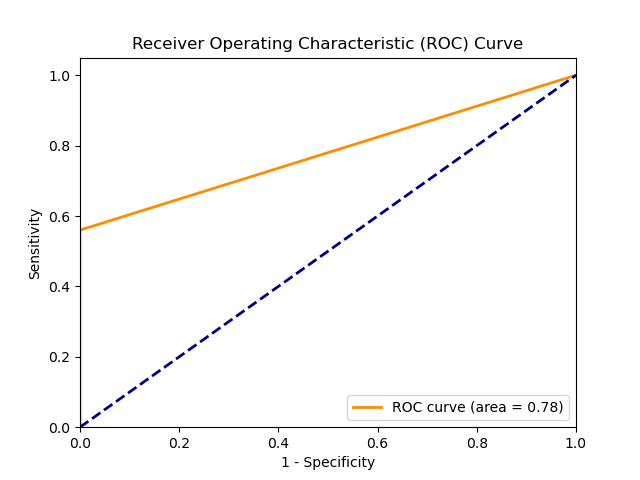 Receiver Operating Characteristic (ROC) Curve
1.0
0.8
0.6
0.4
0.2
0.0
Sensitivity
ROC curve (area = 0.78)
0.0 0.2 0.4 0.6 0.8 1.0
1 - Specificity